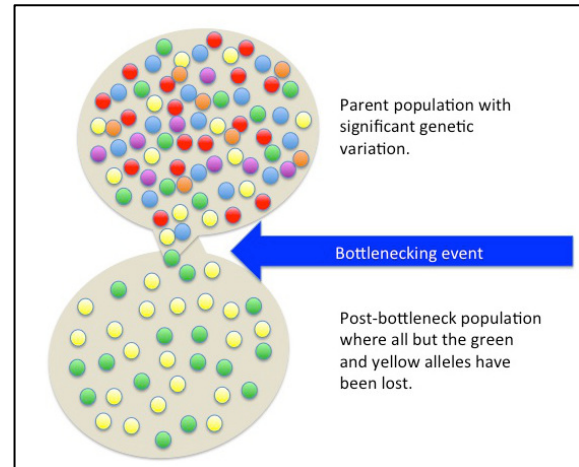 Parent population with
significant genetic
variation.
Bottlenecking event
Post-bottleneck population
where all but the green
and yellow alleles have
been lost.